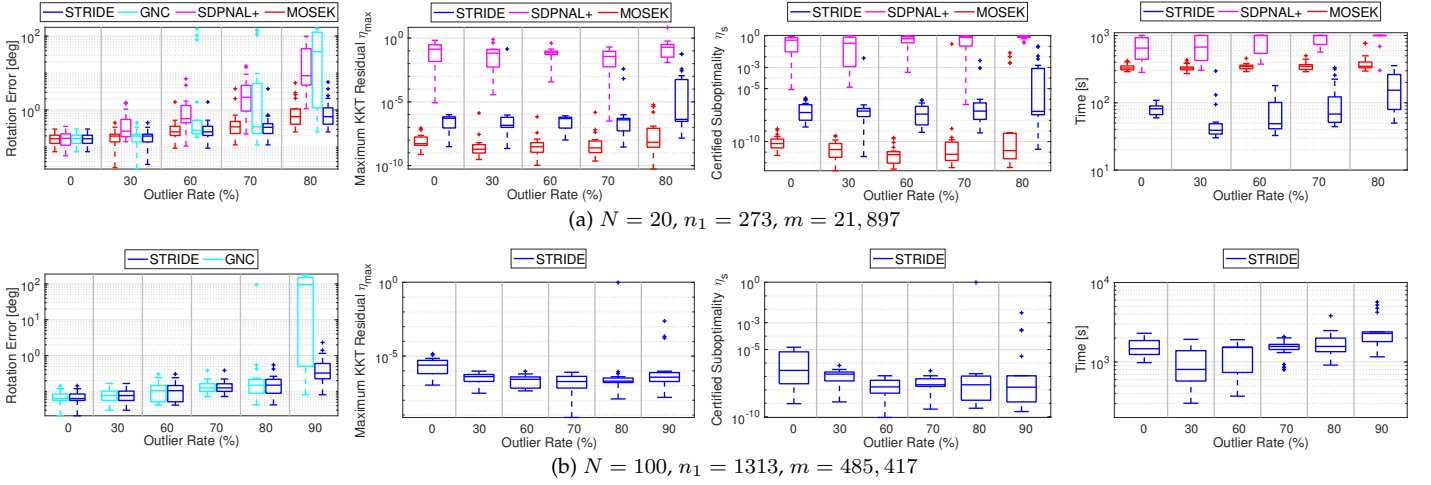 STRIDE GNC SDPNAL+ MOSEK
Rotation Error [deg]
10^2
10^0
0 30 60 70 80
Outlier Rate (%)
STRIDE SDPNAL+ MOSEK
Maximum KKT Residual η_max
10^0
10^-5
10^-10
0 30 60 70 80
Outlier Rate (%)
STRIDE SDPNAL+ MOSEK
Certified Suboptimality η_s
10^0
10^-5
10^-10
0 30 60 70 80
Outlier Rate (%)
STRIDE SDPNAL+ MOSEK
Time [s]
10^3
10^2
10^1
0 30 60 70 80
Outlier Rate (%)
(a) N = 20, n_1 = 273, m = 21,897
STRIDE GNC
Rotation Error [deg]
10^2
10^0
0 30 60 70 80 90
Outlier Rate (%)
STRIDE
Maximum KKT Residual η_max
10^0
10^-5
0 30 60 70 80 90
Outlier Rate (%)
STRIDE
Certified Suboptimality η_s
10^0
10^-5
10^-10
0 30 60 70 80 90
Outlier Rate (%)
STRIDE
Time [s]
10^4
10^3
0 30 60 70 80 90
Outlier Rate (%)
(b) N = 100, n_1 = 1313, m = 485,417